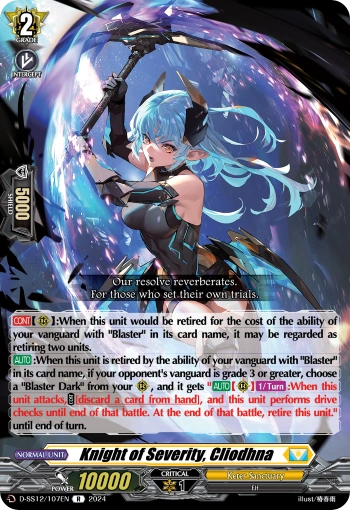 2
GRADE
INTERCEPT
5000
SHIELD
Our resolve reverberates.
For those who set their own trials.
CONT【 】:When this unit would be retired for the cost of the ability of
your vanguard with "Blaster" in its card name, it may be regarded as
retiring two units.
AUTO:When this unit is retired by the ability of your vanguard with "Blaster"
in its card name, if your opponent's vanguard is grade 3 or greater, choose
a "Blaster Dark" from your , and it gets "AUTO【 】1/Turn:When this
unit attacks, [discard a card from hand], and this unit performs drive
checks until end of that battle. At the end of that battle, retire this unit."
until end of turn.
NORMAL UNIT
Knight of Severity, Cliodhna
POWER 10000
CRITICAL
1
Keter Sanctuary
Elf
D-SS12/107EN R 2024
illust/椿春雨